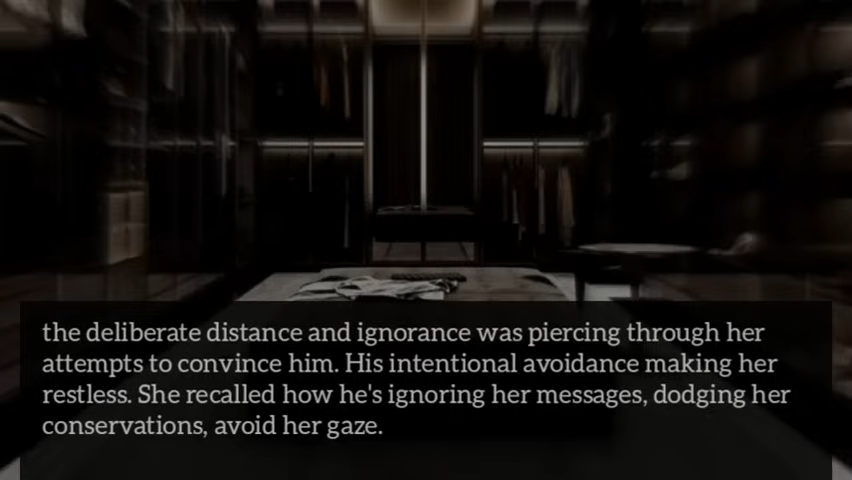 the deliberate distance and ignorance was piercing through her
attempts to convince him. His intentional avoidance making her
restless. She recalled how he's ignoring her messages, dodging her
conservations, avoid her gaze.